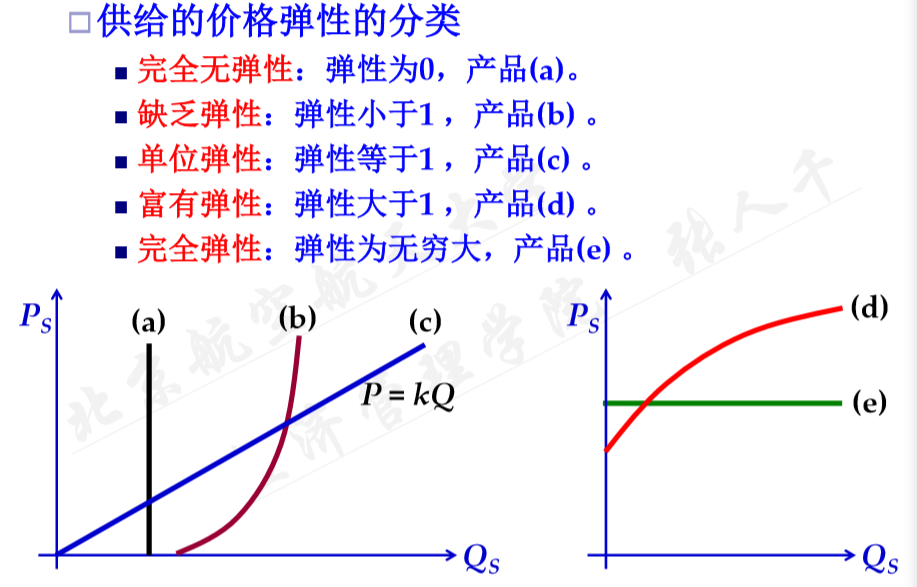 供给的价格弹性的分类
完全无弹性：弹性为0，产品(a)。
缺乏弹性：弹性小于1，产品(b) 。
单位弹性：弹性等于1，产品(c) 。
富有弹性：弹性大于1，产品(d) 。
完全弹性：弹性为无穷大，产品(e) 。
P_S (a) (b) (c) P_S (d)
P = kQ (e)
Q_S Q_S
北京航空航天大学
经济管理学院 张人千